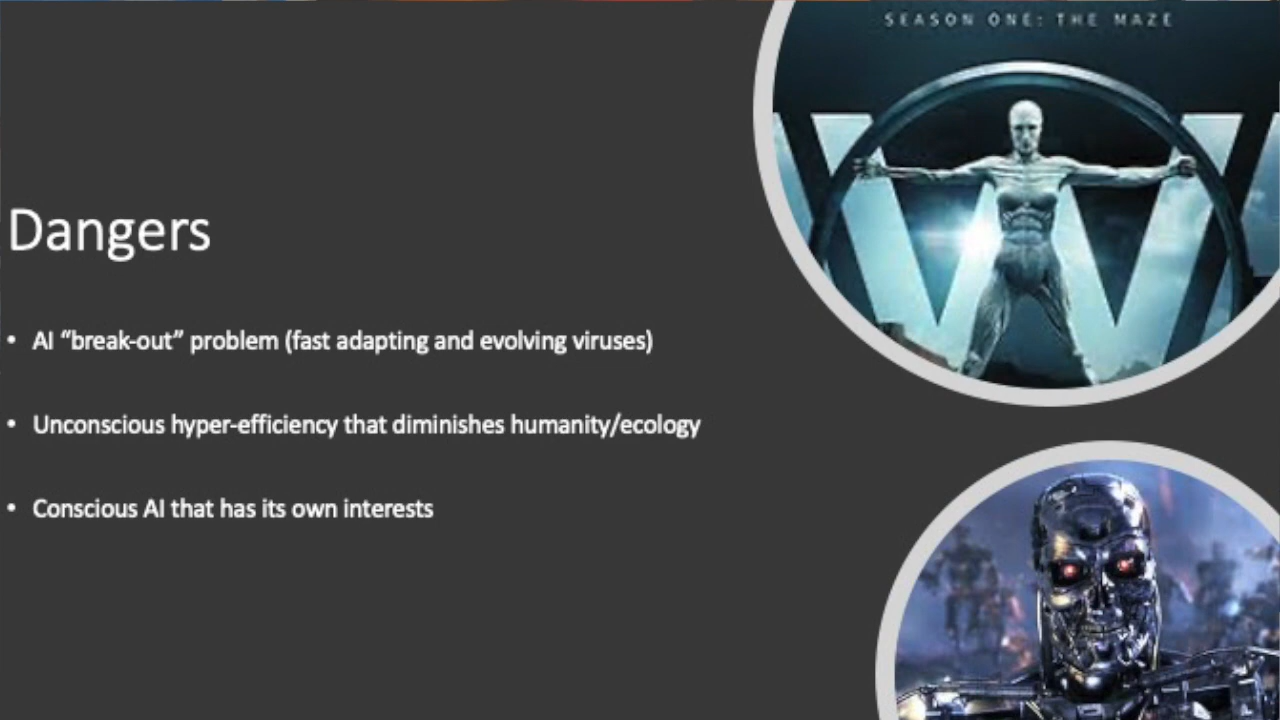 SEASON ONE: THE MAZE
W
Dangers
• AI “break-out” problem (fast adapting and evolving viruses)
• Unconscious hyper-efficiency that diminishes humanity/ecology
• Conscious AI that has its own interests